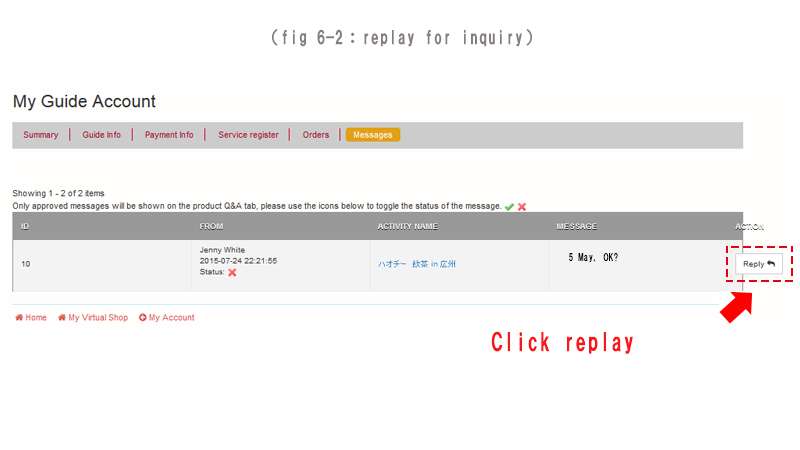 (fig 6-2：replay for inquiry)
My Guide Account
Summary Guide Info Payment Info Service register Orders Messages
Showing 1 - 2 of 2 items
Only approved messages will be shown on the product Q&A tab, please use the icons below to toggle the status of the message.
ID FROM ACTIVITY NAME MESSAGE ACTION
Jenny White
10 2015-07-24 22:21:55 ハオチー 飲茶 in 広州 5 May, OK? Reply
Status:
Home My Virtual Shop My Account
Click replay